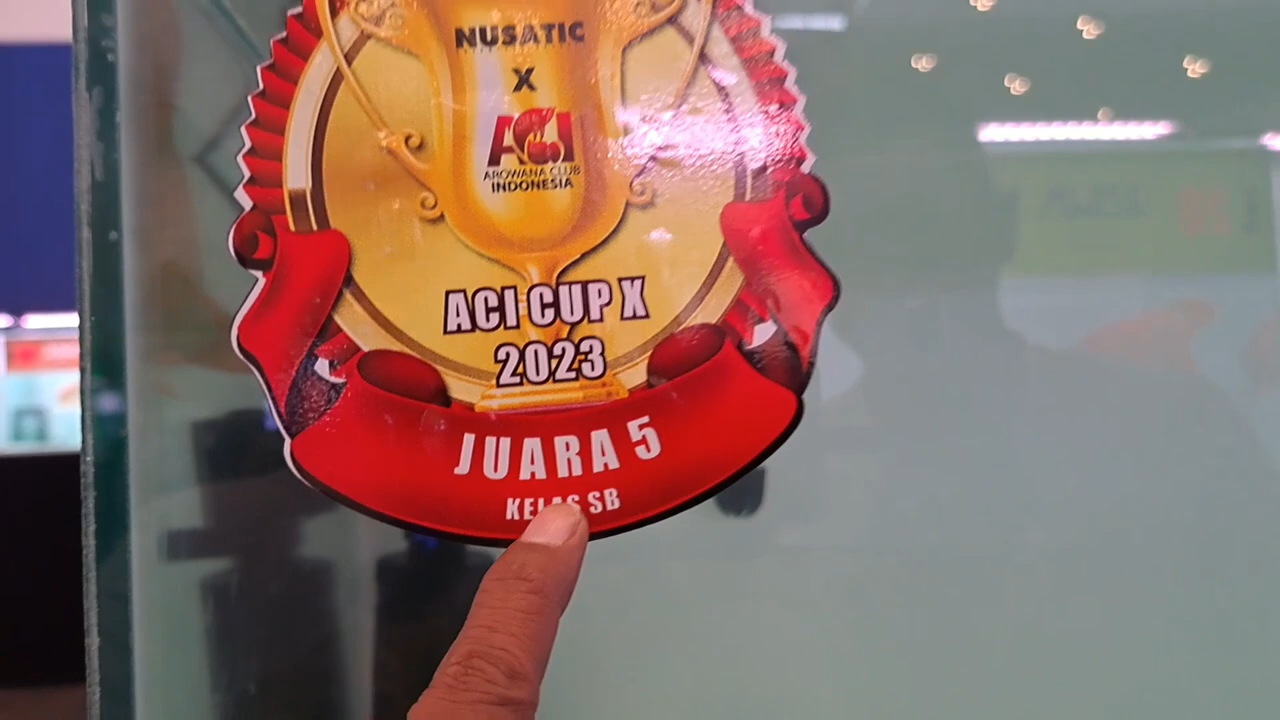 NUSATIC
X
ACI
AROWANA CLUB
INDONESIA
ACI CUP X
2023
JUARA 5
KELAS SB